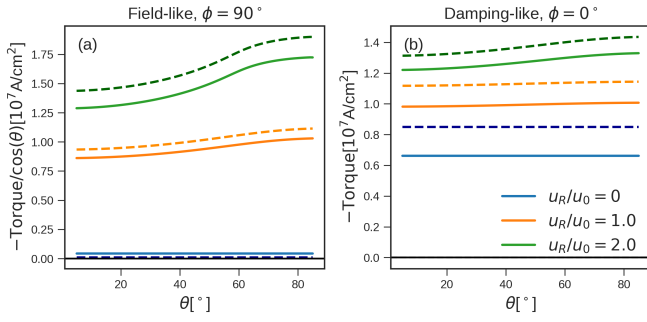 Field-like, ϕ = 90°
(a)
−Torque/cos(θ)[10⁷A/cm²]
1.75
1.50
1.25
1.00
0.75
0.50
0.25
0.00
20 40 60 80
θ[°]
Damping-like, ϕ = 0°
(b)
−Torque[10⁷A/cm²]
1.4
1.2
1.0
0.8
0.6
0.4
0.2
0.0
u_R/u_0 = 0
u_R/u_0 = 1.0
u_R/u_0 = 2.0
20 40 60 80
θ[°]